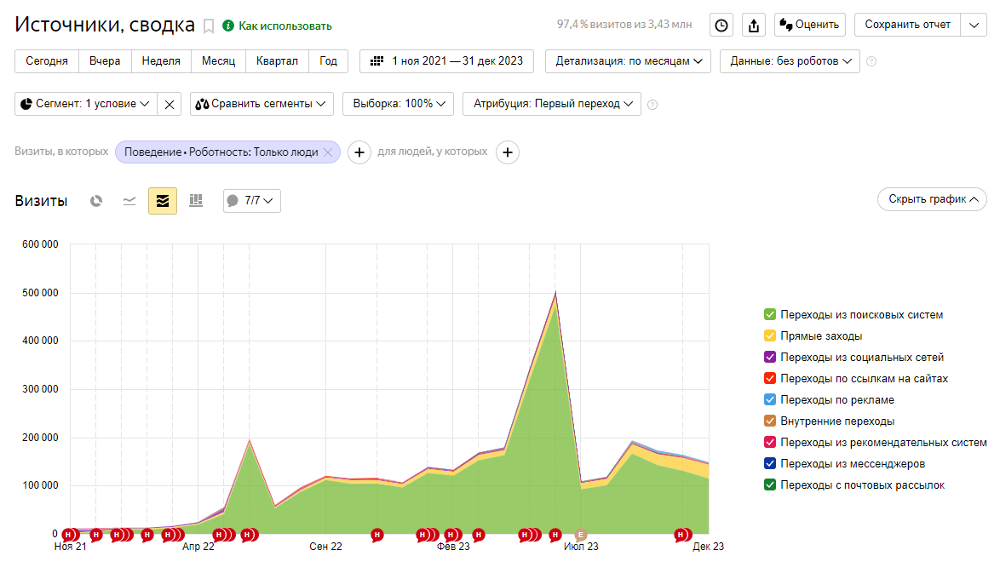 Источники, сводка
Как использовать
97,4 % визитов из 3,43 млн
Оценить
Сохранить отчет
Сегодня
Вчера
Неделя
Месяц
Квартал
Год
1 ноя 2021 — 31 дек 2023
Детализация: по месяцам
Данные: без роботов
Сегмент: 1 условие
Сравнить сегменты
Выборка: 100%
Атрибуция: Первый переход
Визиты, в которых
Поведение • Роботность: Только люди
для людей, у которых
Визиты
7/7
Скрыть график
600 000
500 000
400 000
300 000
200 000
100 000
0
Н Н Н Н Н Н Н Н Н Н Н Н Н Е Н
Ноя 21
Апр 22
Сен 22
Фев 23
Июл 23
Дек 23
Переходы из поисковых систем
Прямые заходы
Переходы из социальных сетей
Переходы по ссылкам на сайтах
Переходы по рекламе
Внутренние переходы
Переходы из рекомендательных систем
Переходы из мессенджеров
Переходы с почтовых рассылок